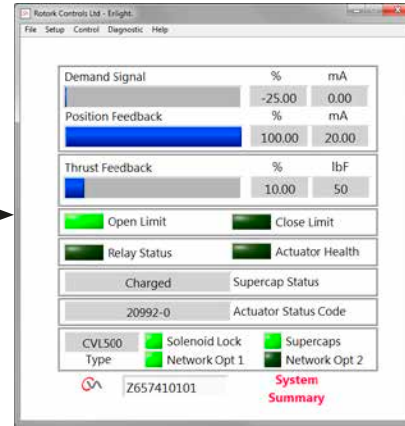 Rotork Controls Ltd - Enlight.
File Setup Control Diagnostic Help
Demand Signal % mA
-25.00 0.00
Position Feedback % mA
100.00 20.00
Thrust Feedback % lbF
10.00 50
Open Limit Close Limit
Relay Status Actuator Health
Charged Supercap Status
20992-0 Actuator Status Code
CVL500 Solenoid Lock Supercaps
Type Network Opt 1 Network Opt 2
Z657410101 System
Summary